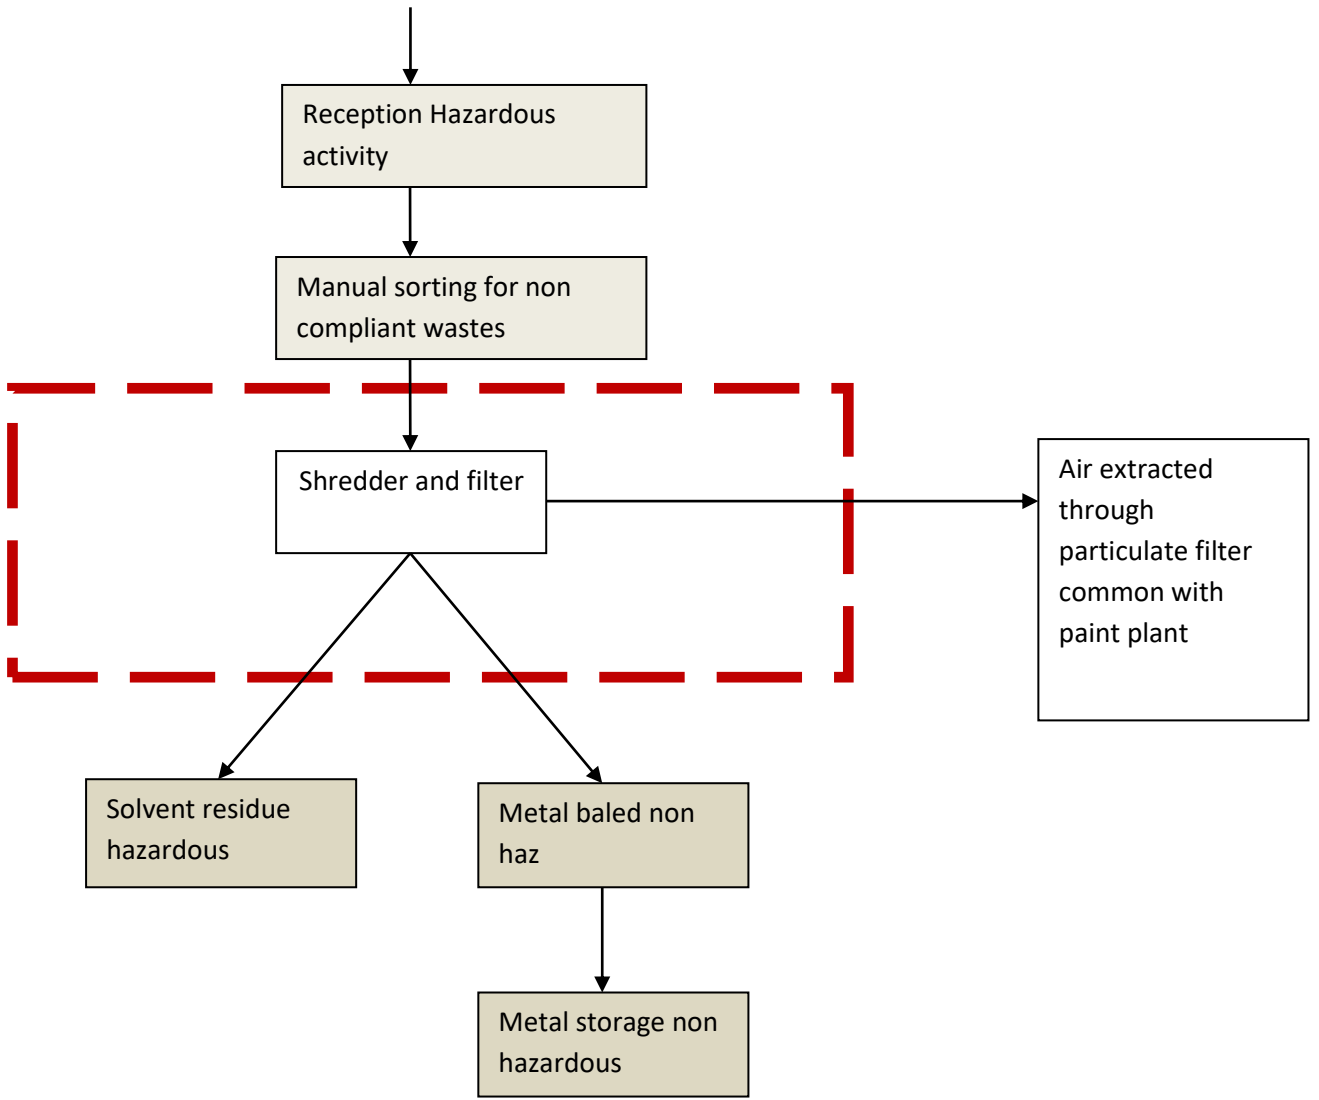 Reception Hazardous
activity
Manual sorting for non
compliant wastes
Shredder and filter
Air extracted
through
particulate filter
common with
paint plant
Solvent residue
hazardous
Metal baled non
haz
Metal storage non
hazardous